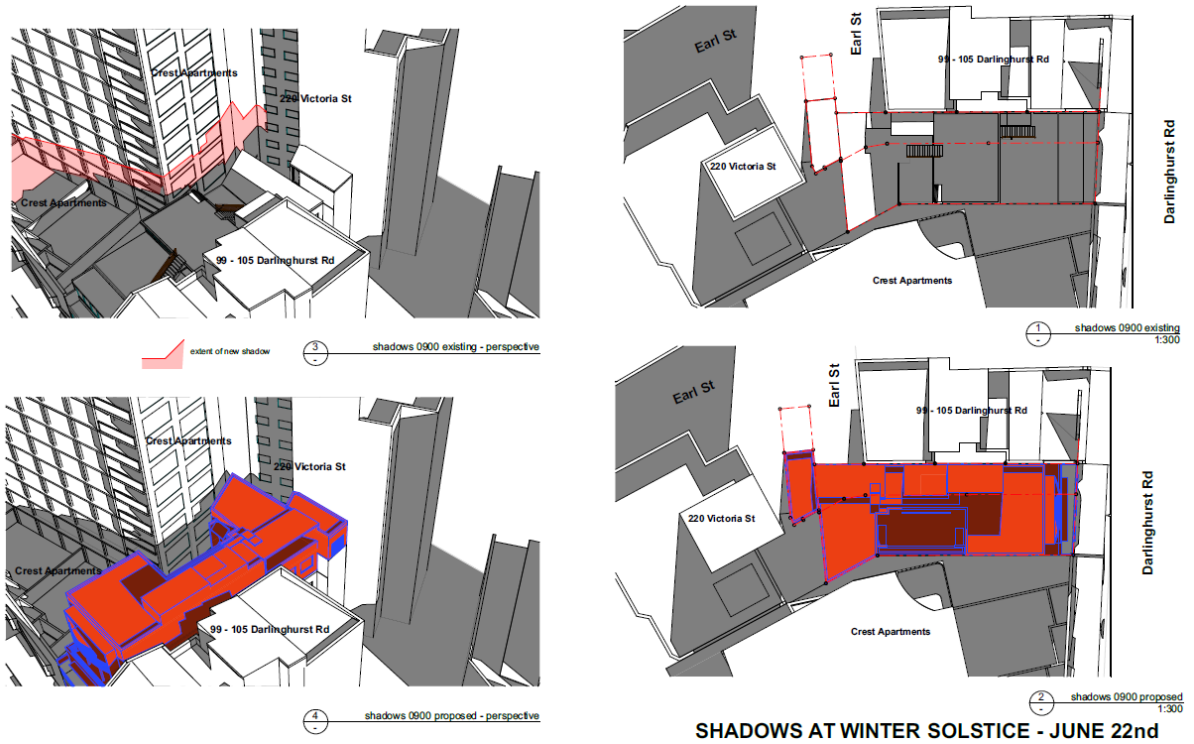 Crest Apartments
220 Victoria St
Crest Apartments
99 - 105 Darlinghurst Rd
extent of new shadow
3
-
shadows 0900 existing - perspective
Earl St
Earl St
99 - 105 Darlinghurst Rd
220 Victoria St
Darlinghurst Rd
Crest Apartments
1
-
shadows 0900 existing
1:300
Crest Apartments
220 Victoria St
Crest Apartments
99 - 105 Darlinghurst Rd
4
-
shadows 0900 proposed - perspective
Earl St
Earl St
99 - 105 Darlinghurst Rd
220 Victoria St
Darlinghurst Rd
Crest Apartments
2
-
shadows 0900 proposed
1:300
SHADOWS AT WINTER SOLSTICE - JUNE 22nd